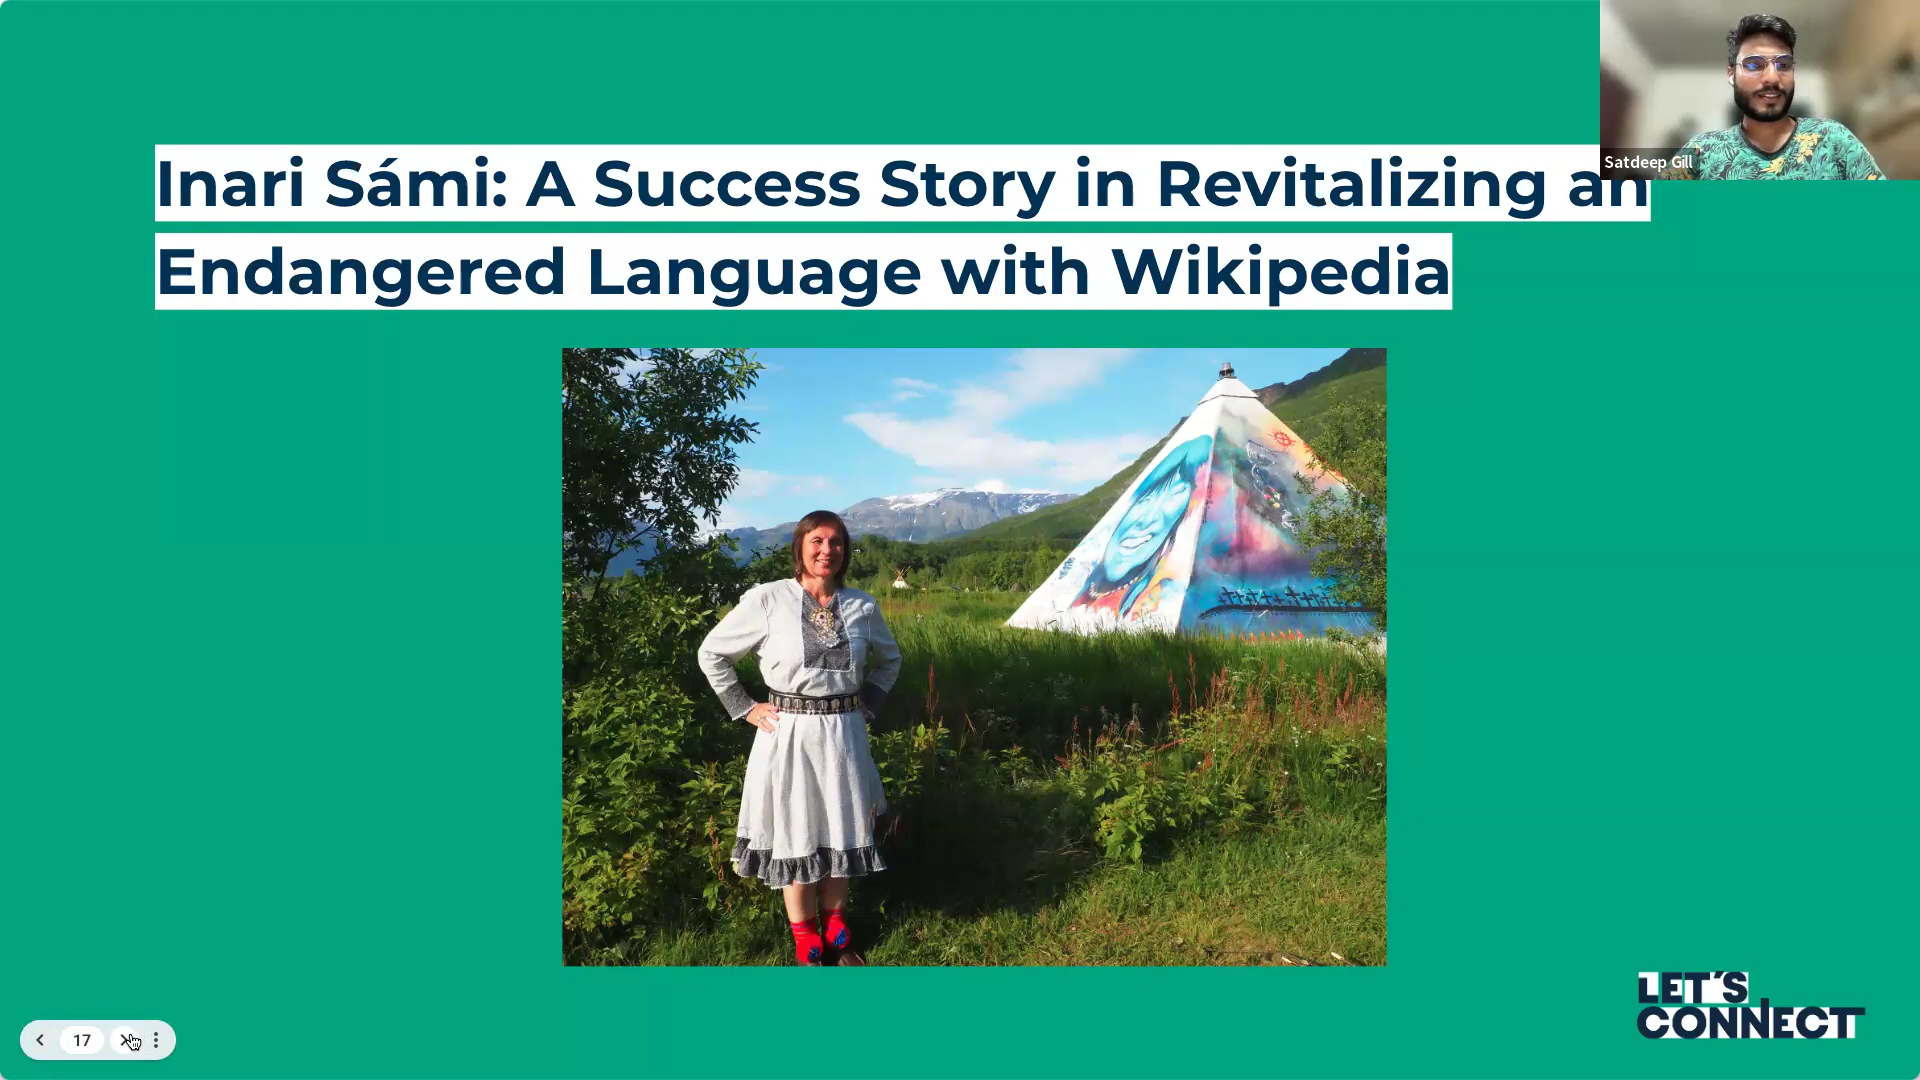 Inari Sámi: A Success Story in Revitalizing an
Endangered Language with Wikipedia
Satdeep Gill
LET'S
CONNECT
17